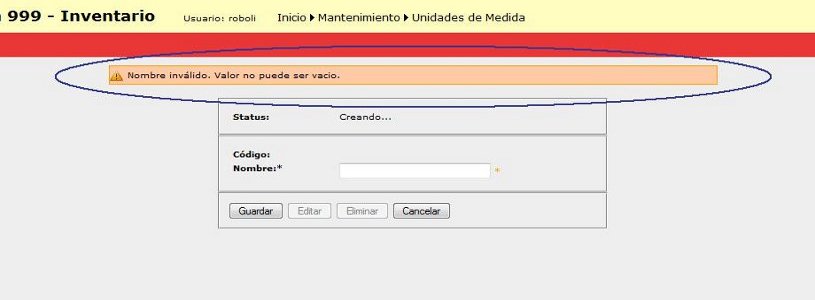 999 - Inventario Usuario: roboli Inicio Mantenimiento Unidades de Medida
Nombre inválido. Valor no puede ser vacio.
Status: Creando...
Código:
Nombre:* *
Guardar Editar Eliminar Cancelar